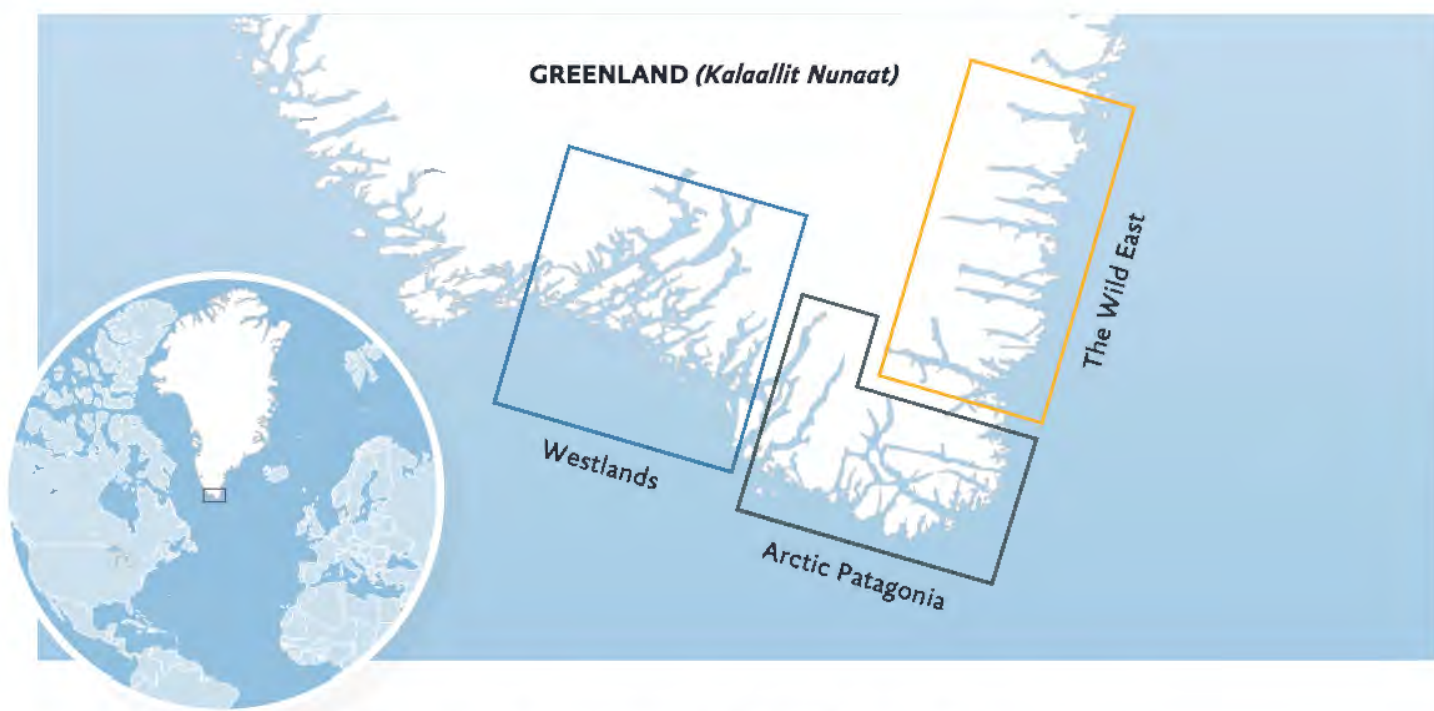 GREENLAND (Kalaallit Nunaat)
The Wild East
Westlands
Arctic Patagonia